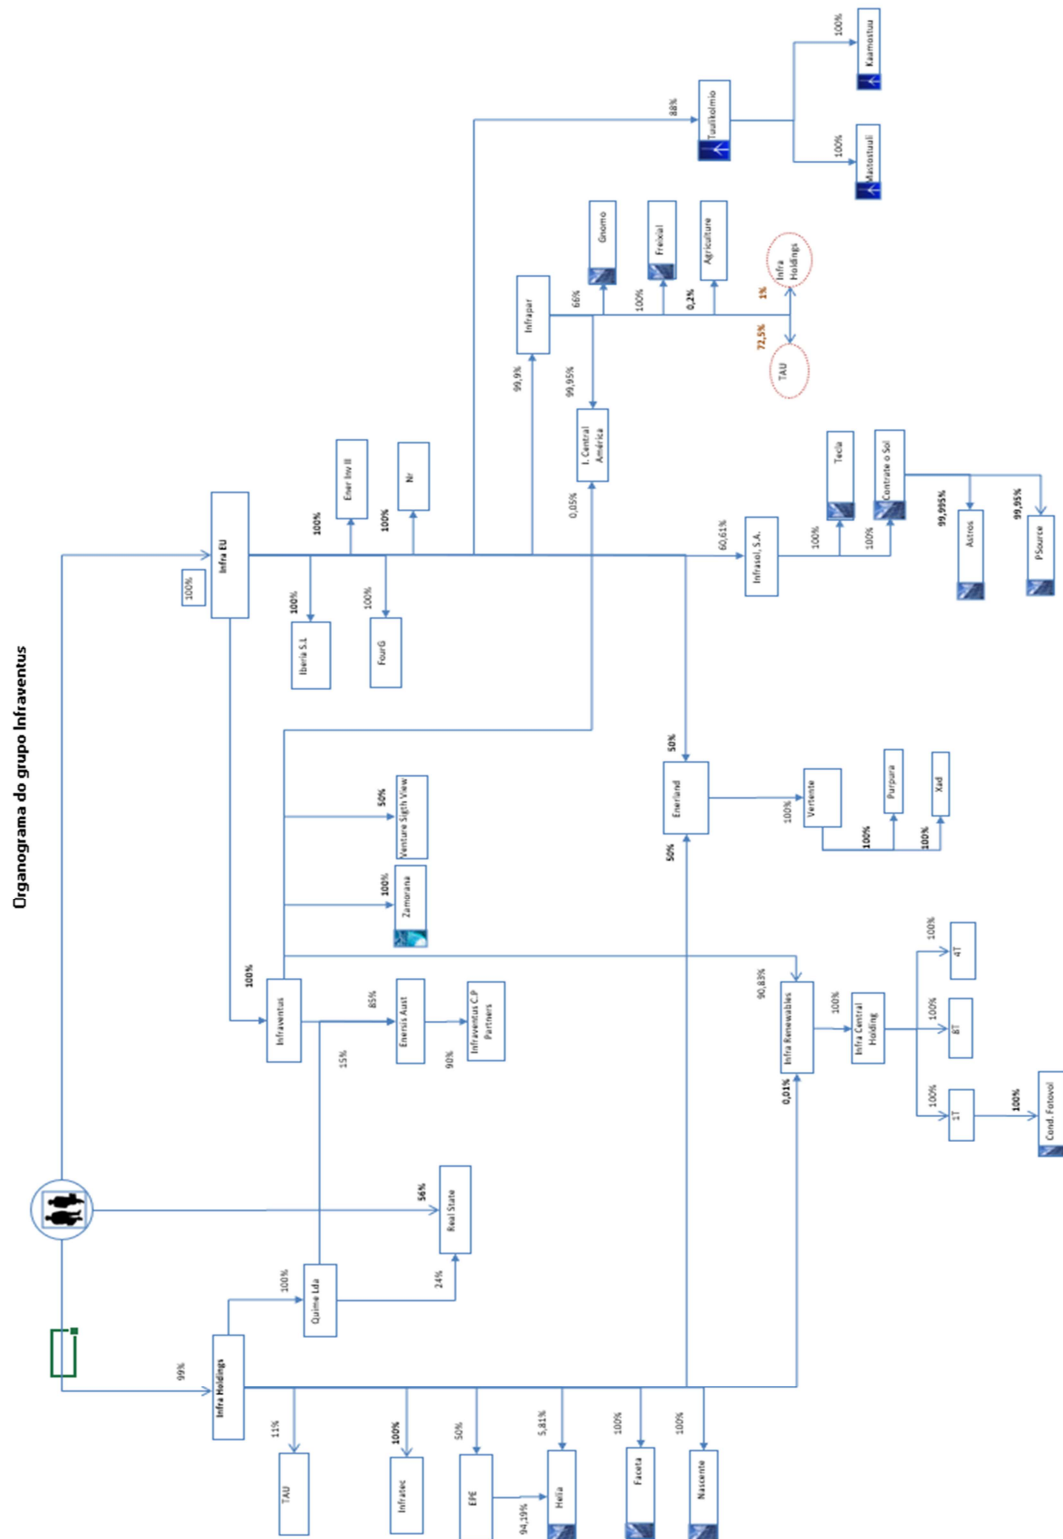 Organograma do grupo Infraventus
99%
Infra Holdings
100%
Quime Lda
24%
56%
Real State
11%
TAU
100%
Infratec
50%
EPE
94,19%
5,81%
Helia
100%
Faceta
100%
Nascente
100%
Infra EU
100%
Infraventus
15%
85%
Enersis Aust
90%
Infraventus C.P
Partners
100%
Zamorana
50%
Venture Sigth View
100%
Iberia S.L
100%
FourG
100%
Ener Inv II
100%
Nr
0,05%
99,95%
I. Central
América
99,9%
Infrapar
66%
Gnomo
100%
Freixial
0,2%
Agriculture
72,5%
TAU
1%
Infra
Holdings
88%
Tuulikolmio
100%
Mastotuuli
100%
Kaamostuu
50%
50%
Enerland
100%
Vertente
100%
Purpura
100%
Xad
60,61%
Infrasol, S.A.
100%
Tecla
100%
Contrate o Sol
99,995%
Astros
99,95%
PSource
0,01%
90,83%
Infra Renewables
100%
Infra Central
Holding
100%
1T
100%
8T
100%
4T
100%
Cond. Fotovol